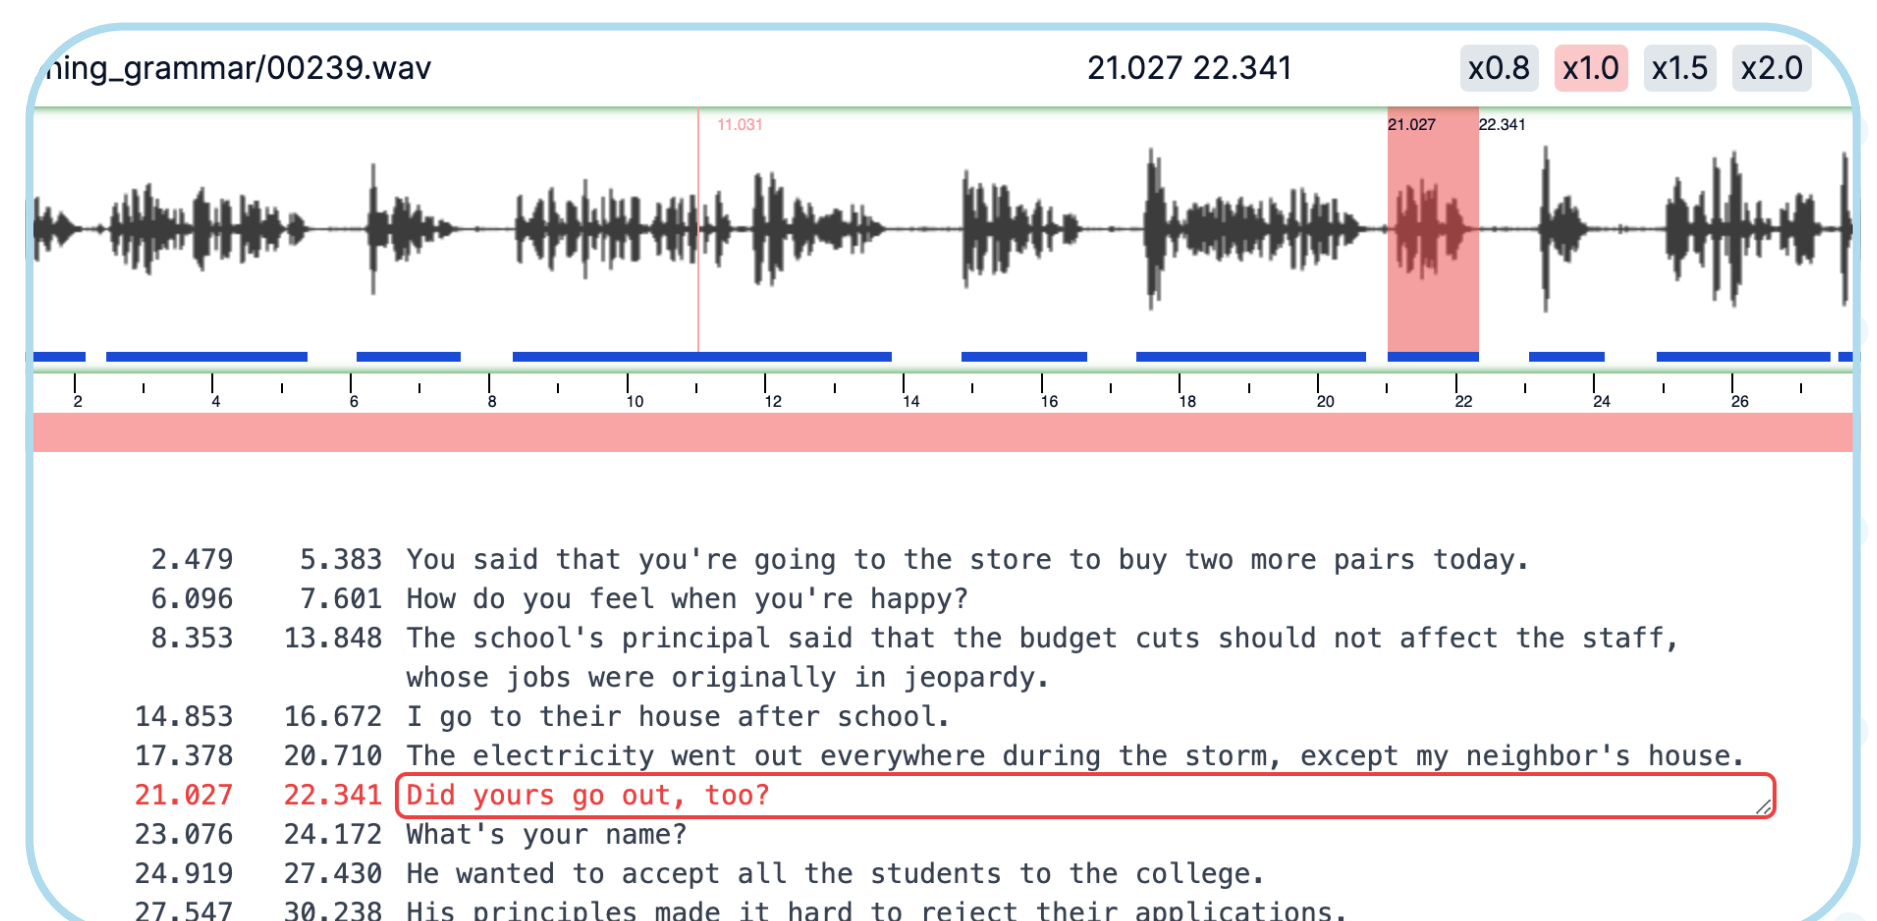 ning_grammar/00239.wav 21.027 22.341 x0.8 x1.0 x1.5 x2.0
11.031 21.027 22.341
2 4 6 8 10 12 14 16 18 20 22 24 26
2.479 5.383 You said that you're going to the store to buy two more pairs today.
6.096 7.601 How do you feel when you're happy?
8.353 13.848 The school's principal said that the budget cuts should not affect the staff,
whose jobs were originally in jeopardy.
14.853 16.672 I go to their house after school.
17.378 20.710 The electricity went out everywhere during the storm, except my neighbor's house.
21.027 22.341 Did yours go out, too?
23.076 24.172 What's your name?
24.919 27.430 He wanted to accept all the students to the college.
27.547 30.238 His principles made it hard to reject their applications.